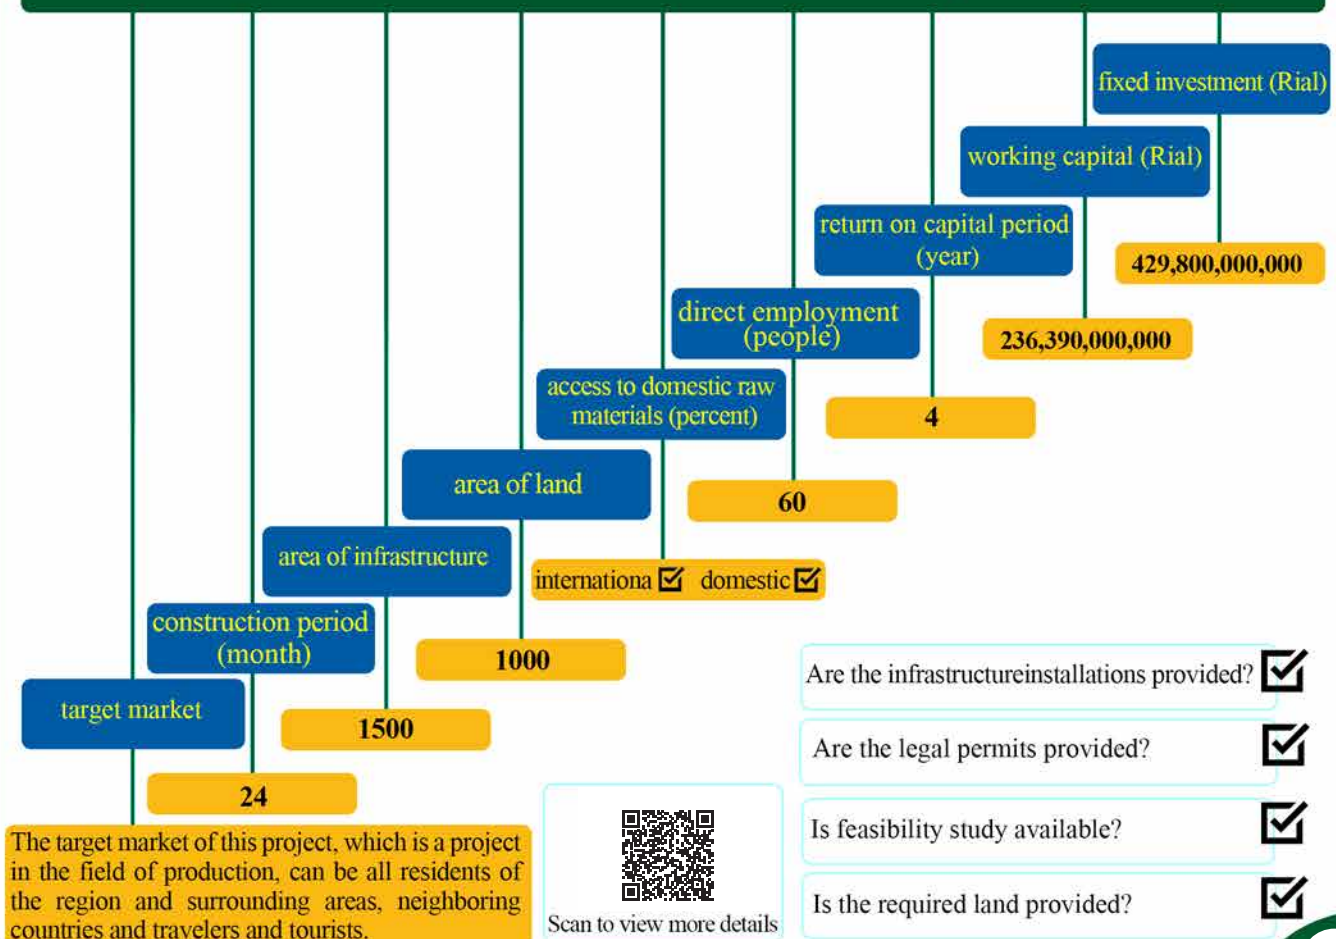 fixed investment (Rial)
429,800,000,000
working capital (Rial)
236,390,000,000
return on capital period
(year)
4
direct employment
(people)
60
access to domestic raw
materials (percent)
internationa ☑ domestic ☑
area of land
1000
area of infrastructure
1500
construction period
(month)
24
target market
The target market of this project, which is a project
in the field of production, can be all residents of
the region and surrounding areas, neighboring
countries and travelers and tourists.
Scan to view more details
Are the infrastructureinstallations provided? ☑
Are the legal permits provided? ☑
Is feasibility study available? ☑
Is the required land provided? ☑